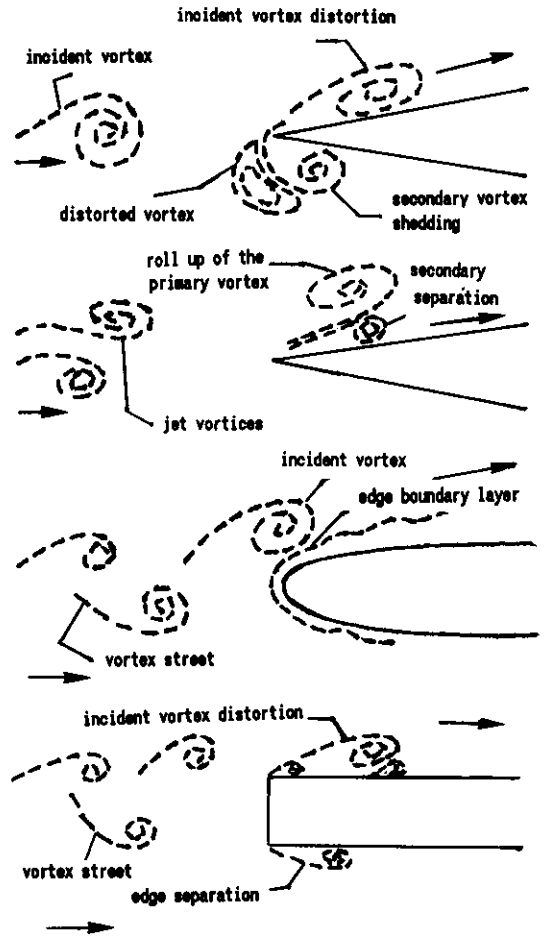 incident vortex distortion
incident vortex
distorted vortex
secondary vortex
shedding
roll up of the
primary vortex
secondary
separation
jet vortices
incident vortex
edge boundary layer
vortex street
incident vortex distortion
vortex street
edge separation